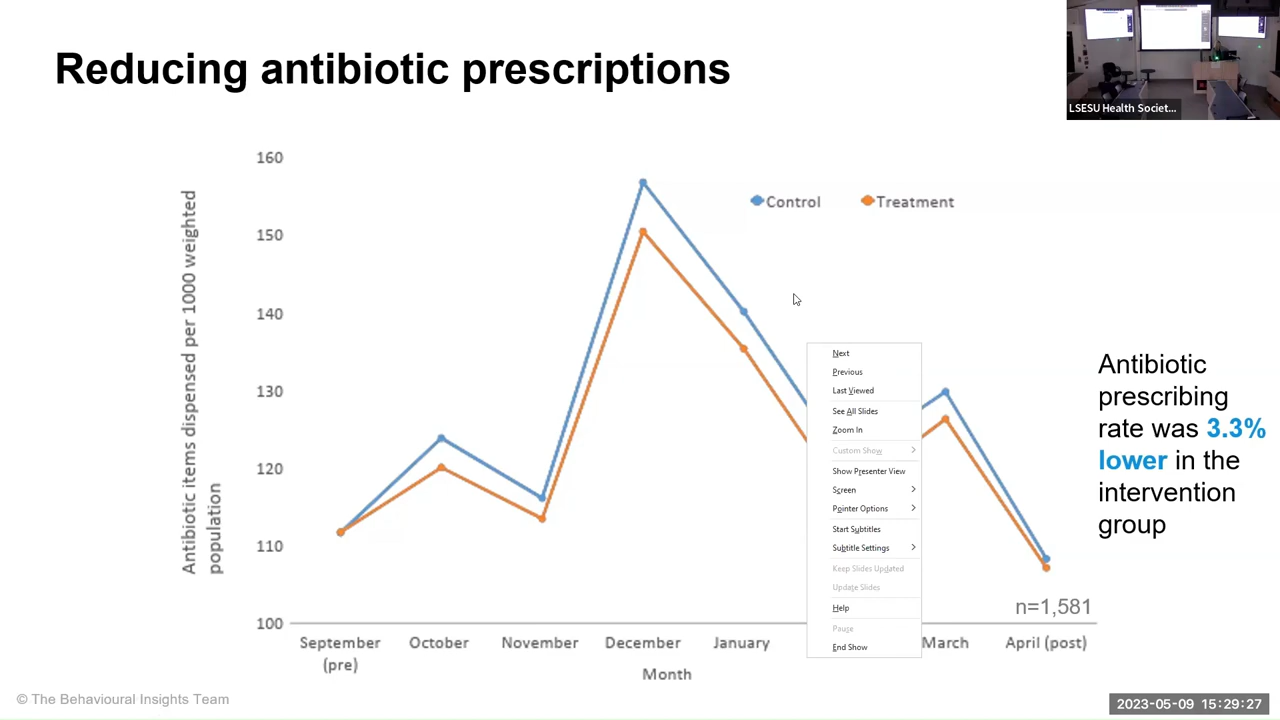 Reducing antibiotic prescriptions
LSESU Health Societ...
160
150
140
130
120
110
100
Antibiotic items dispensed per 1000 weighted
population
Control
Treatment
Next
Previous
Last Viewed
See All Slides
Zoom In
Custom Show
Show Presenter View
Screen
Pointer Options
Start Subtitles
Subtitle Settings
Keep Slides Updated
Update Slides
Help
Pause
End Show
Antibiotic
prescribing
rate was 3.3%
lower in the
intervention
group
n=1,581
September
(pre)
October
November
December
January
March
April (post)
Month
© The Behavioural Insights Team
2023-05-09 15:29:27